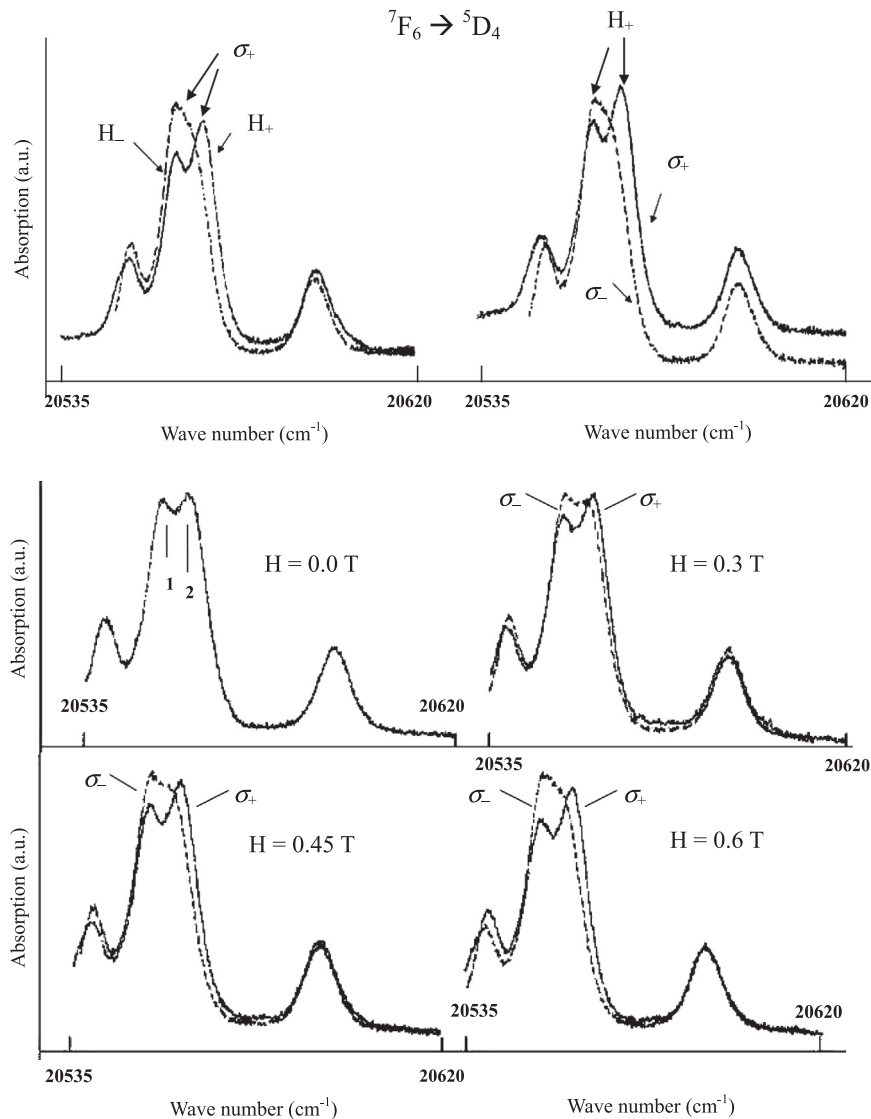 ⁷F₆ → ⁵D₄
σ₊
H₋
H₊
Absorption (a.u.)
20535
20620
Wave number (cm⁻¹)
H₊
σ₊
σ₋
20535
20620
Wave number (cm⁻¹)
Absorption (a.u.)
1
2
H = 0.0 T
20535
20620
σ₋
σ₊
H = 0.3 T
20535
20620
Absorption (a.u.)
σ₋
σ₊
H = 0.45 T
20535
20620
Wave number (cm⁻¹)
σ₋
σ₊
H = 0.6 T
20535
20620
Wave number (cm⁻¹)